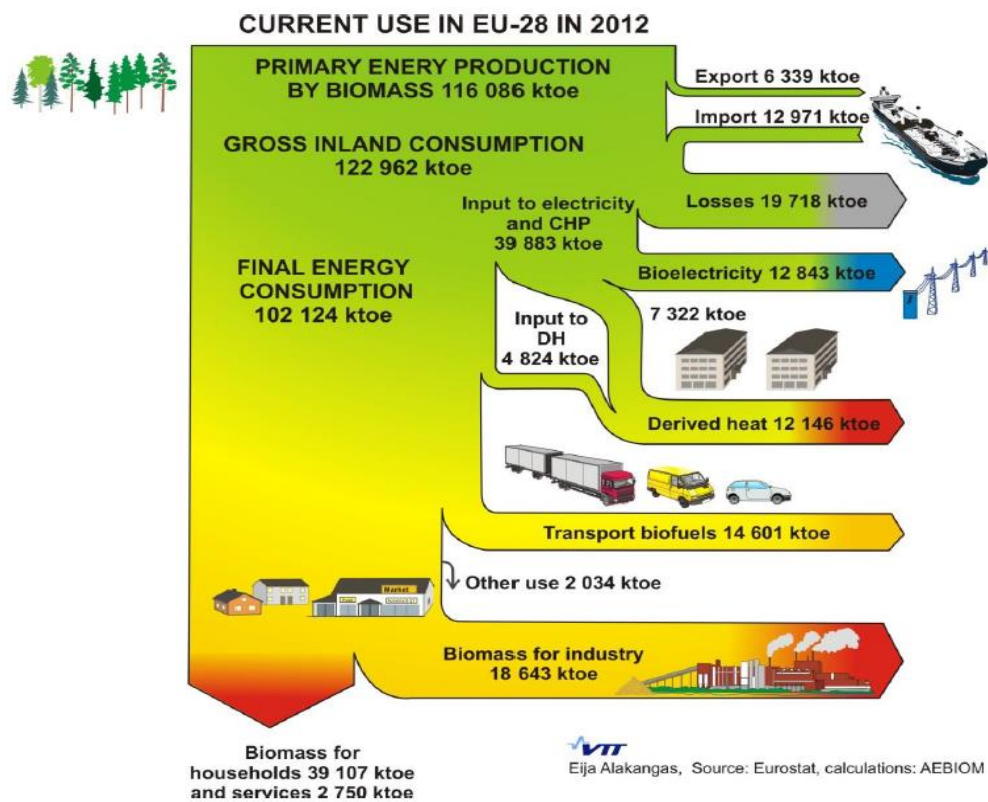 CURRENT USE IN EU-28 IN 2012
PRIMARY ENERY PRODUCTION
BY BIOMASS 116 086 ktoe
Export 6 339 ktoe
Import 12 971 ktoe
GROSS INLAND CONSUMPTION
122 962 ktoe
Losses 19 718 ktoe
Input to electricity
and CHP
39 883 ktoe
Bioelectricity 12 843 ktoe
FINAL ENERGY
CONSUMPTION
102 124 ktoe
7 322 ktoe
Input to
DH
4 824 ktoe
Derived heat 12 146 ktoe
Transport biofuels 14 601 ktoe
Other use 2 034 ktoe
Market
Biomass for industry
18 643 ktoe
Biomass for
households 39 107 ktoe
and services 2 750 ktoe
VTT
Eija Alakangas, Source: Eurostat, calculations: AEBIOM